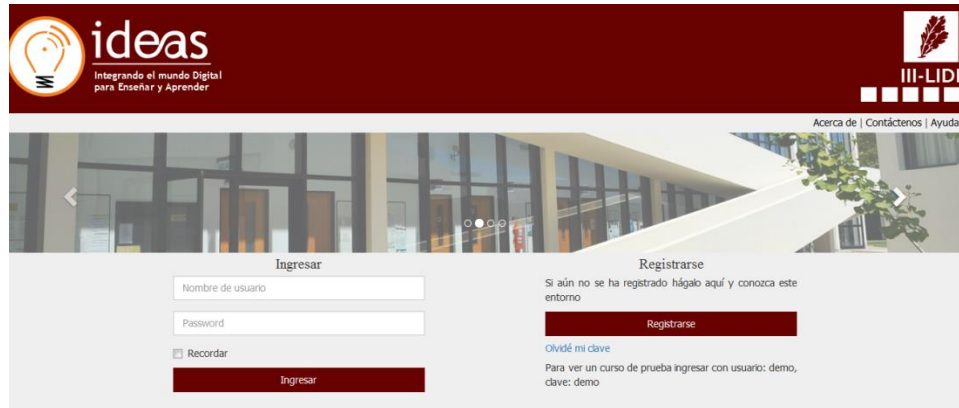 ideas
Integrando el mundo Digital
para Enseñar y Aprender
III-LIDI
Acerca de | Contáctenos | Ayuda
Ingresar
Nombre de usuario
Password
Recordar
Ingresar
Registrarse
Si aún no se ha registrado hágalo aquí y conozca este
entorno
Registrarse
Olvidé mi clave
Para ver un curso de prueba ingresar con usuario: demo,
clave: demo